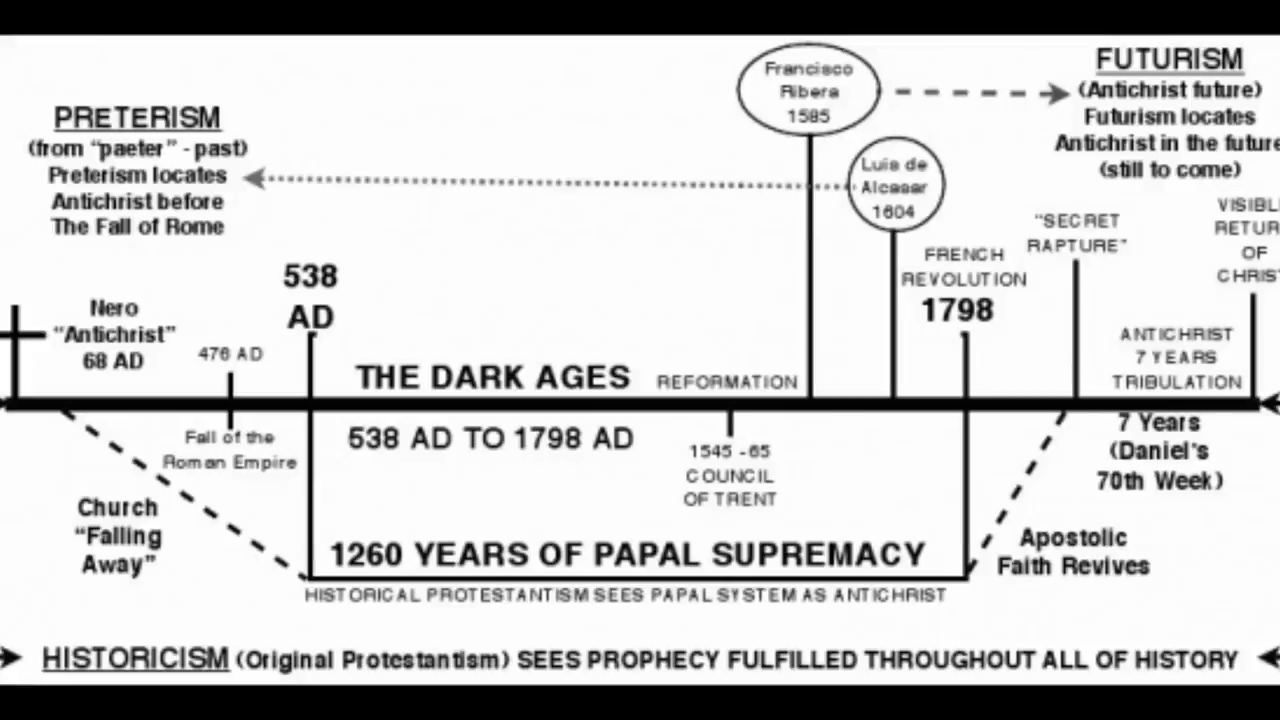 PRETERISM
(from "paeter" - past)
Preterism locates
Antichrist before
The Fall of Rome
Francisco
Ribera
1585
Luis de
Alcasar
1604
FUTURISM
(Antichrist future)
Futurism locates
Antichrist in the future
(still to come)
"SECRET
RAPTURE"
VISIBL
RETUR
OF
CHRIST
FRENCH
REVOLUTION
1798
538
AD
Nero
"Antichrist"
68 AD
476 AD
THE DARK AGES
REFORMATION
ANTICHRIST
7 YEARS
TRIBULATION
Fall of the
Roman Empire
538 AD TO 1798 AD
1545 -65
COUNCIL
OF TRENT
7 Years
(Daniel's
70th Week)
Church
"Falling
Away"
1260 YEARS OF PAPAL SUPREMACY
Apostolic
Faith Revives
HISTORICAL PROTESTANTISM SEES PAPAL SYSTEM AS ANTICHRIST
HISTORICISM (Original Protestantism) SEES PROPHECY FULFILLED THROUGHOUT ALL OF HISTORY